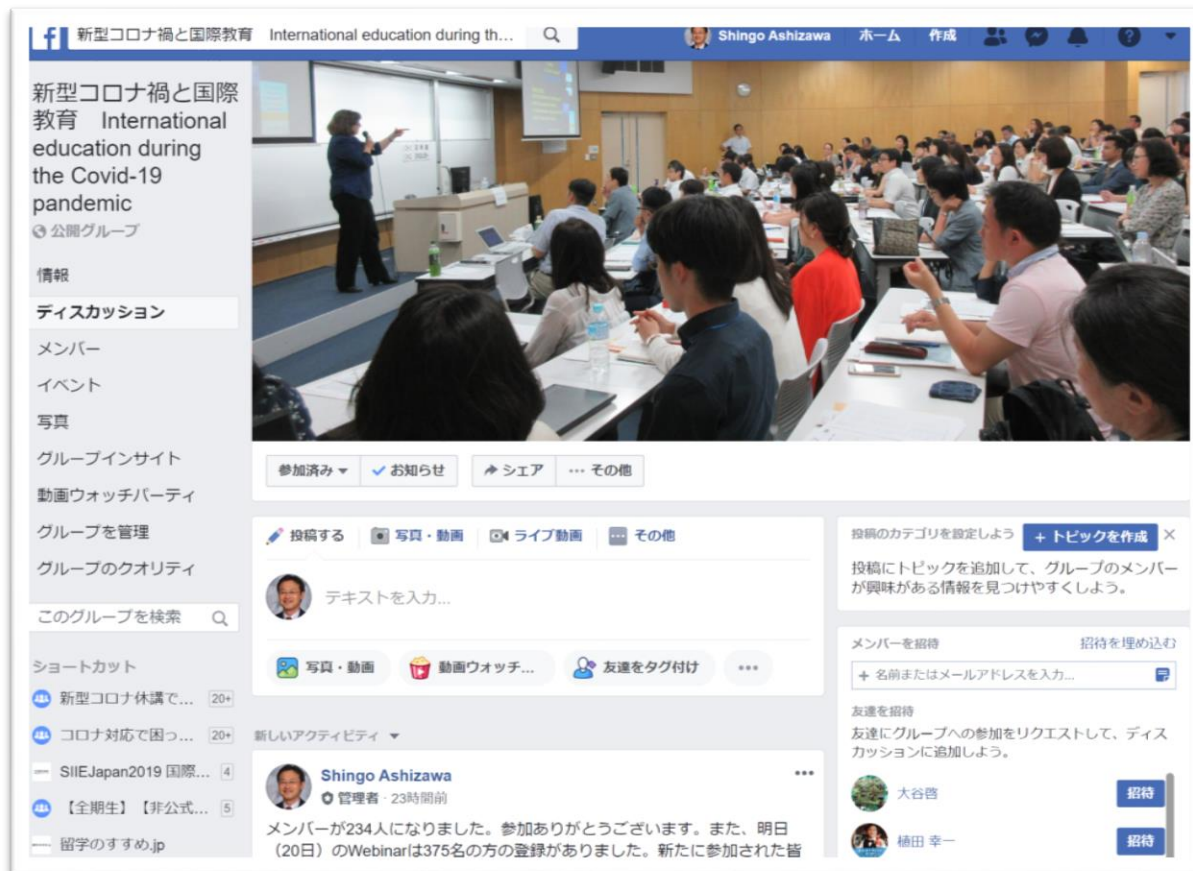 新型コロナ禍と国際教育　International education during th...
Shingo Ashizawa　ホーム　作成
新型コロナ禍と国際
教育　International
education during
the Covid-19
pandemic
公開グループ
情報
ディスカッション
メンバー
イベント
写真
グループインサイト
動画ウォッチパーティ
グループを管理
グループのクオリティ
このグループを検索
ショートカット
新型コロナ休講で... 20+
コロナ対応で困っ... 20+
SIIEJapan2019 国際... 4
【全期生】【非公式... 5
留学のすすめ.jp
参加済み　お知らせ　シェア　その他
投稿する　写真・動画　ライブ動画　その他
テキストを入力...
写真・動画　動画ウォッチ...　友達をタグ付け
新しいアクティビティ
Shingo Ashizawa
管理者 · 23時間前
メンバーが234人になりました。参加ありがとうございます。また、明日
（20日）のWebinarは375名の方の登録がありました。新たに参加された皆
投稿のカテゴリを設定しよう　+ トピックを作成
投稿にトピックを追加して、グループのメンバー
が興味がある情報を見つけやすくしよう。
メンバーを招待　招待を埋め込む
+ 名前またはメールアドレスを入力...
友達を招待
友達にグループへの参加をリクエストして、ディス
カッションに追加しよう。
大谷啓　招待
植田 幸一　招待